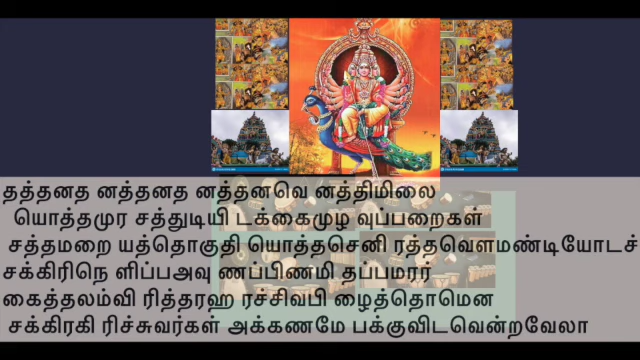 தத்தனத னத்தனத னத்தனவெ னத்திமிலை
யொத்தமுர சத்துடியி டக்கைமுழ வுப்பறைகள்
சத்தமறை யத்தொகுதி யொத்தசெனி ரத்தவெளமண்டியோடச்
சக்கிரிநெ ளிப்பஅவு ணப்பிணமி தப்பமரர்
கைத்தலம்வி ரித்தரஹ ரச்சிவபி ழைத்தொமென
சக்கிரகி ரிச்சுவர்கள் அக்கணமே பக்குவிடவென்றவேலா